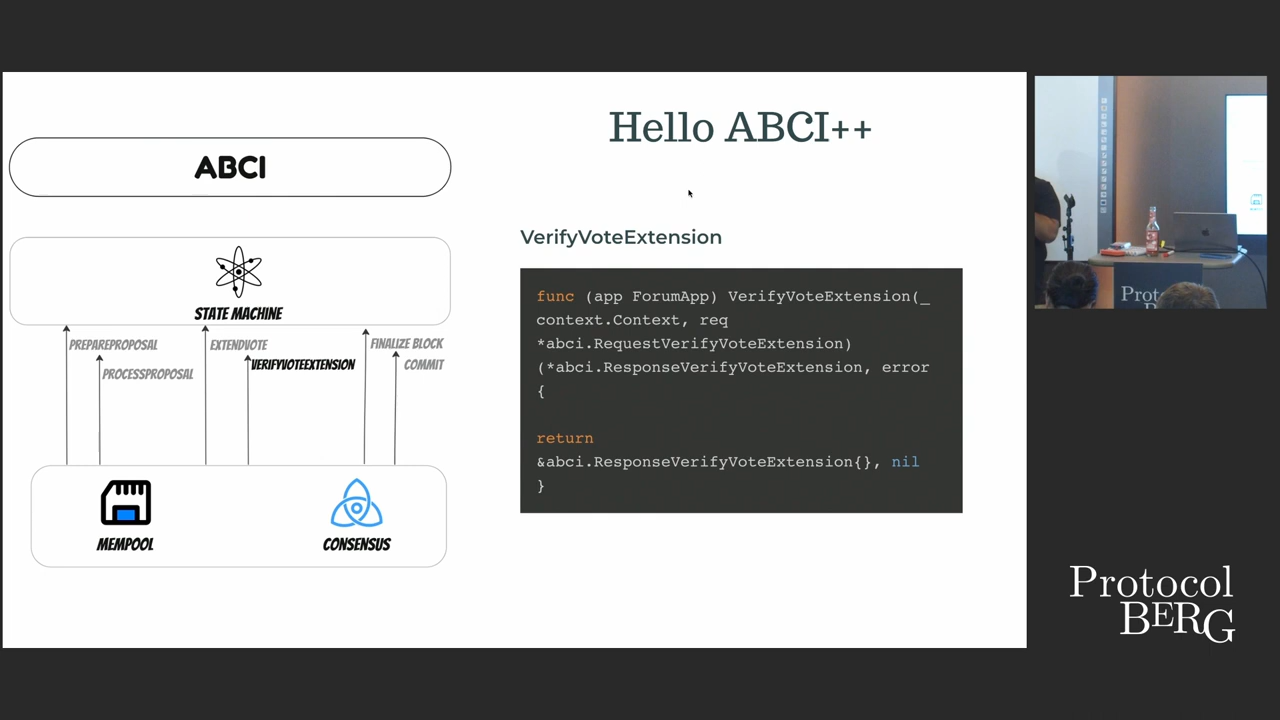 Hello ABCI++
ABCI
STATE MACHINE
PREPAREPROPOSAL
PROCESSPROPOSAL
EXTENDVOTE
VERIFYVOTEEXTENSION
FINALIZE BLOCK
COMMIT
MEMPOOL
CONSENSUS
VerifyVoteExtension
func (app ForumApp) VerifyVoteExtension(_
context.Context, req
*abci.RequestVerifyVoteExtension)
(*abci.ResponseVerifyVoteExtension, error
{
return
&abci.ResponseVerifyVoteExtension{}, nil
}
Protocol
BERG